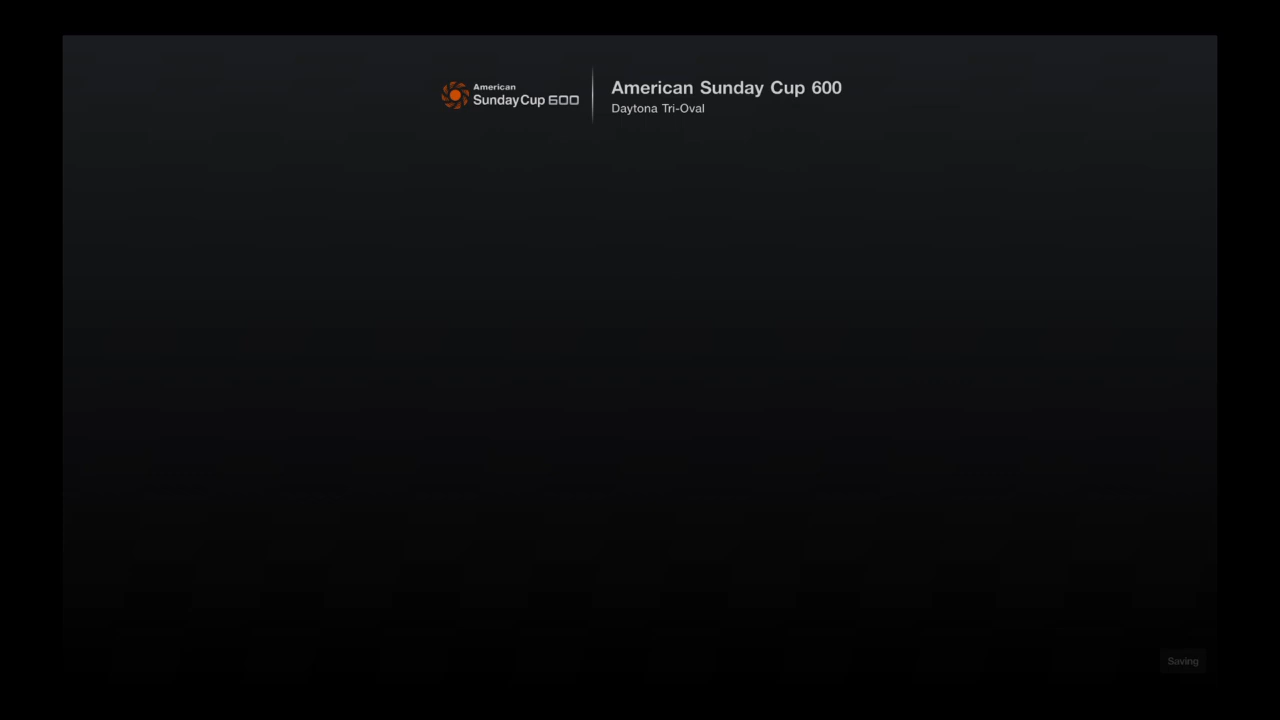 American
SundayCup 600
American Sunday Cup 600
Daytona Tri-Oval
Saving